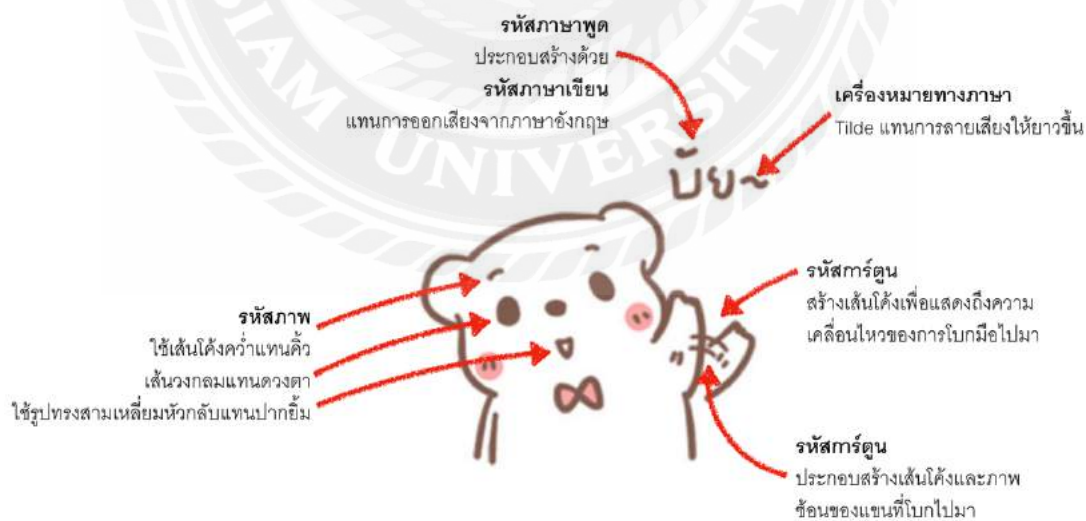 SIAM UNIVERSITY
รหัสภาษาพูด
ประกอบสร้างด้วย
รหัสภาษาเขียน
แทนการออกเสียงจากภาษาอังกฤษ
เครื่องหมายทางภาษา
Tilde แทนการลายเสียงให้ยาวขึ้น
บ๊ัย~
รหัสการ์ตูน
สร้างเส้นโค้งเพื่อแสดงถึงความ
เคลื่อนไหวของการโบกมือไปมา
รหัสภาพ
ใช้เส้นโค้งคว่ำแทนคิ้ว
เส้นวงกลมแทนดวงตา
ใช้รูปทรงสามเหลี่ยมหัวกลับแทนปากยิ้ม
รหัสการ์ตูน
ประกอบสร้างเส้นโค้งและภาพ
ซ้อนของแขนที่โบกไปมา